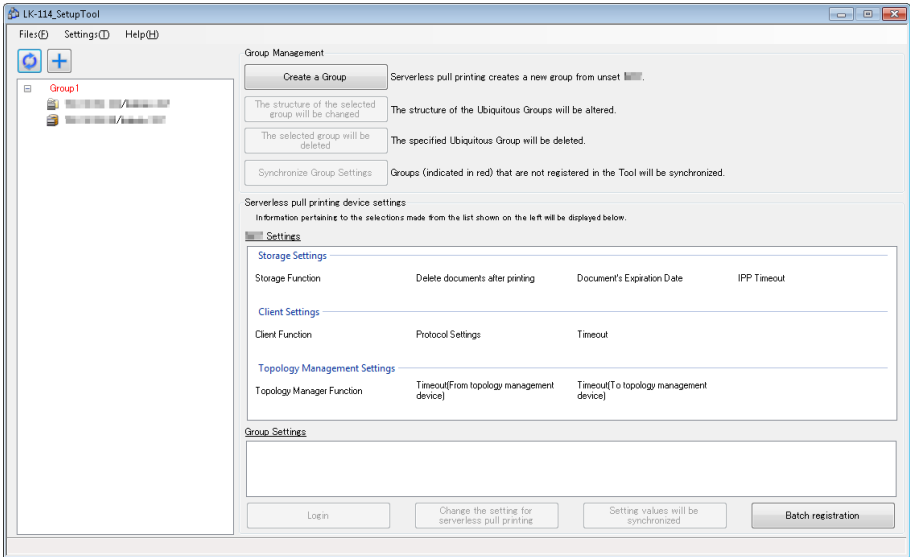 LK-114_SetupTool
Files(F) Settings(T) Help(H)
Group Management
Create a Group
Serverless pull printing creates a new group from unset
The structure of the selected
group will be changed
The structure of the Ubiquitous Groups will be altered.
The selected group will be
deleted
The specified Ubiquitous Group will be deleted.
Synchronize Group Settings
Groups (indicated in red) that are not registered in the Tool will be synchronized.
Group1
Serverless pull printing device settings
Information pertaining to the selections made from the list shown on the left will be displayed below.
Settings
Storage Settings
Storage Function
Delete documents after printing
Document's Expiration Date
IPP Timeout
Client Settings
Client Function
Protocol Settings
Timeout
Topology Management Settings
Topology Manager Function
Timeout(From topology management
device)
Timeout(To topology management
device)
Group Settings
Login
Change the setting for
serverless pull printing
Setting values will be
synchronized
Batch registration